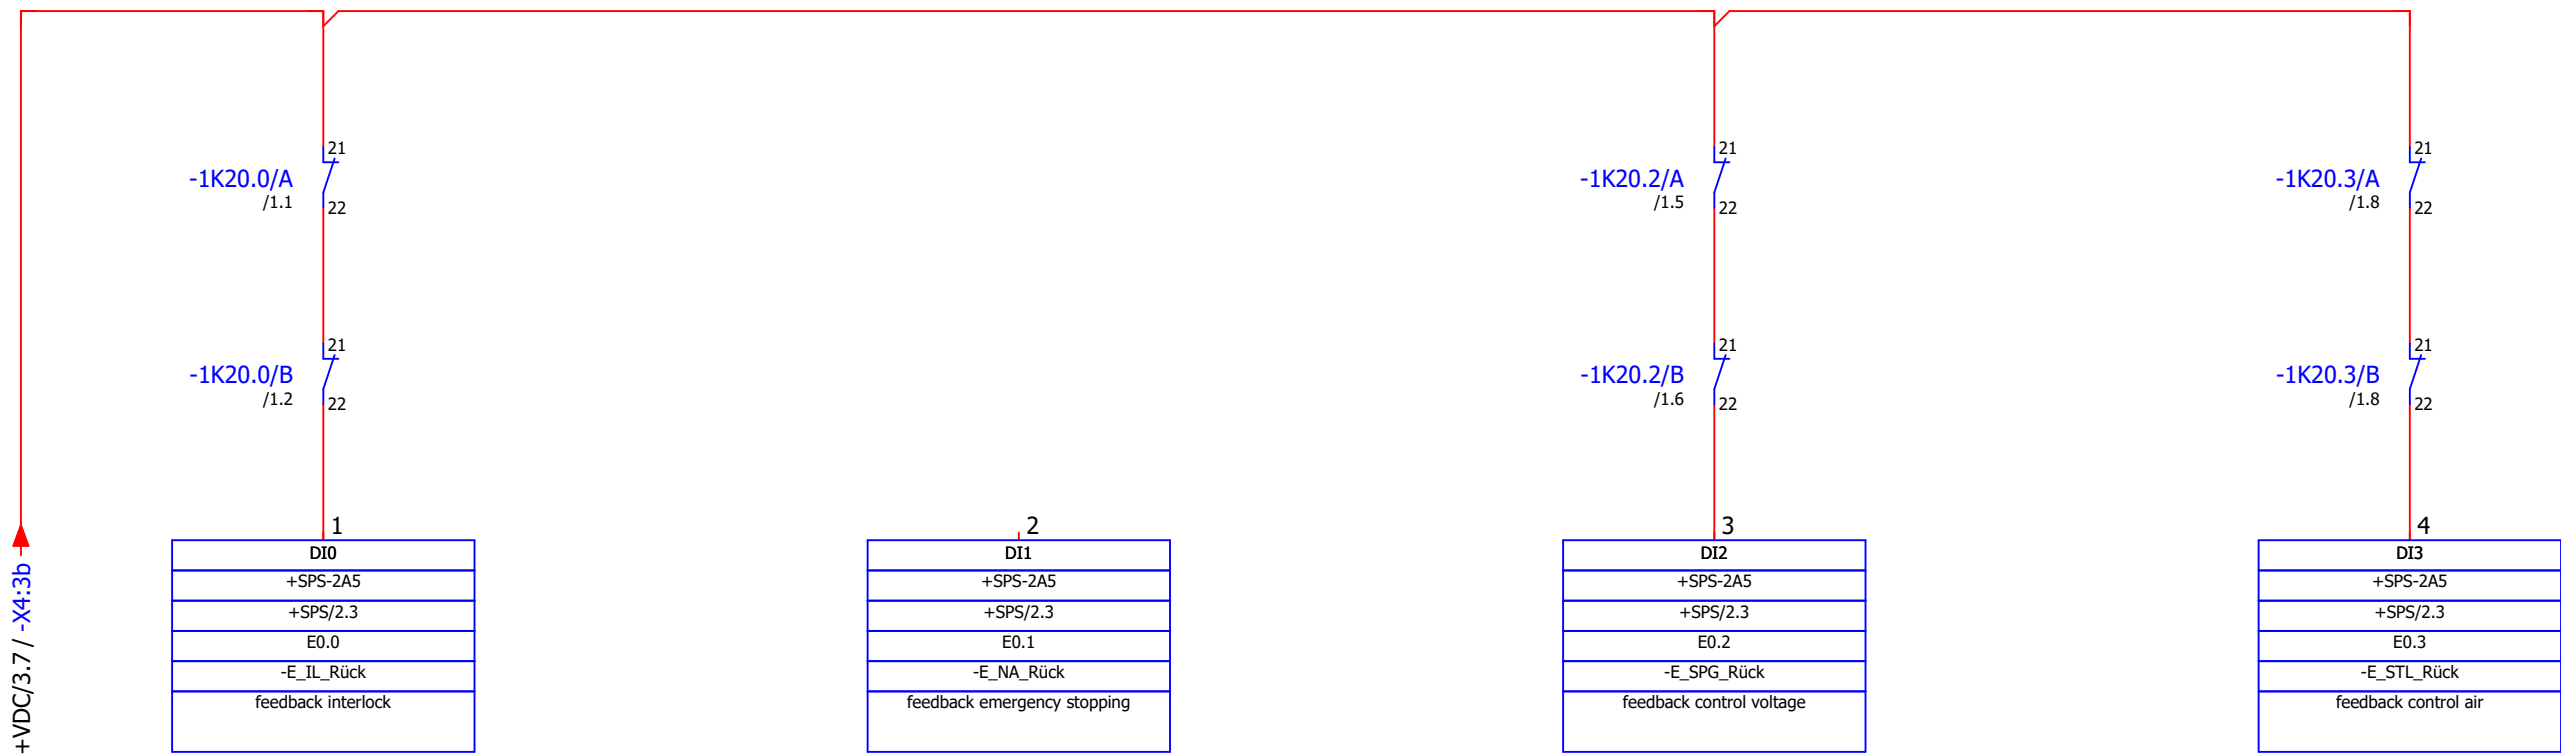 21
-1K20.0/A
/1.1
22
21
-1K20.2/A
/1.5
22
21
-1K20.3/A
/1.8
22
21
-1K20.0/B
/1.2
22
21
-1K20.2/B
/1.6
22
21
-1K20.3/B
/1.8
22
+VDC/3.7 / -X4:3b
1
DI0
+SPS-2A5
+SPS/2.3
E0.0
-E_IL_Rück
feedback interlock
2
DI1
+SPS-2A5
+SPS/2.3
E0.1
-E_NA_Rück
feedback emergency stopping
3
DI2
+SPS-2A5
+SPS/2.3
E0.2
-E_SPG_Rück
feedback control voltage
4
DI3
+SPS-2A5
+SPS/2.3
E0.3
-E_STL_Rück
feedback control air